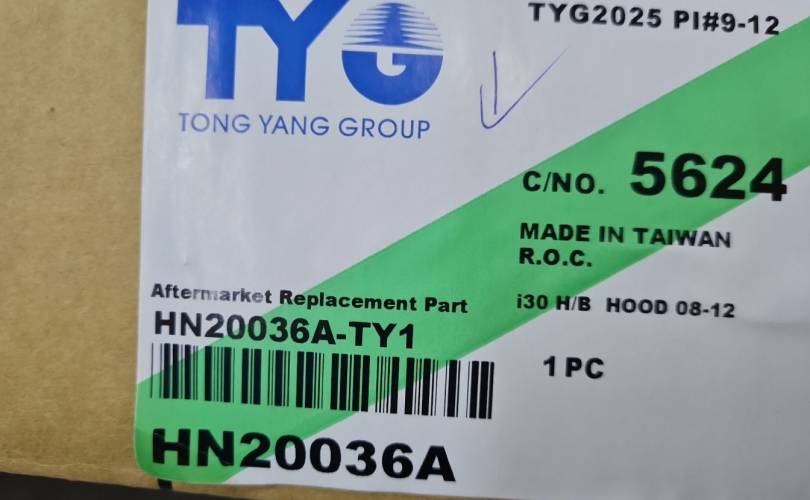 TYG
TYG2025 PI#9-12
TONG YANG GROUP
C/NO. 5624
MADE IN TAIWAN
R.O.C.
Aftermarket Replacement Part
i30 H/B HOOD 08-12
HN20036A-TY1
1 PC
HN20036A